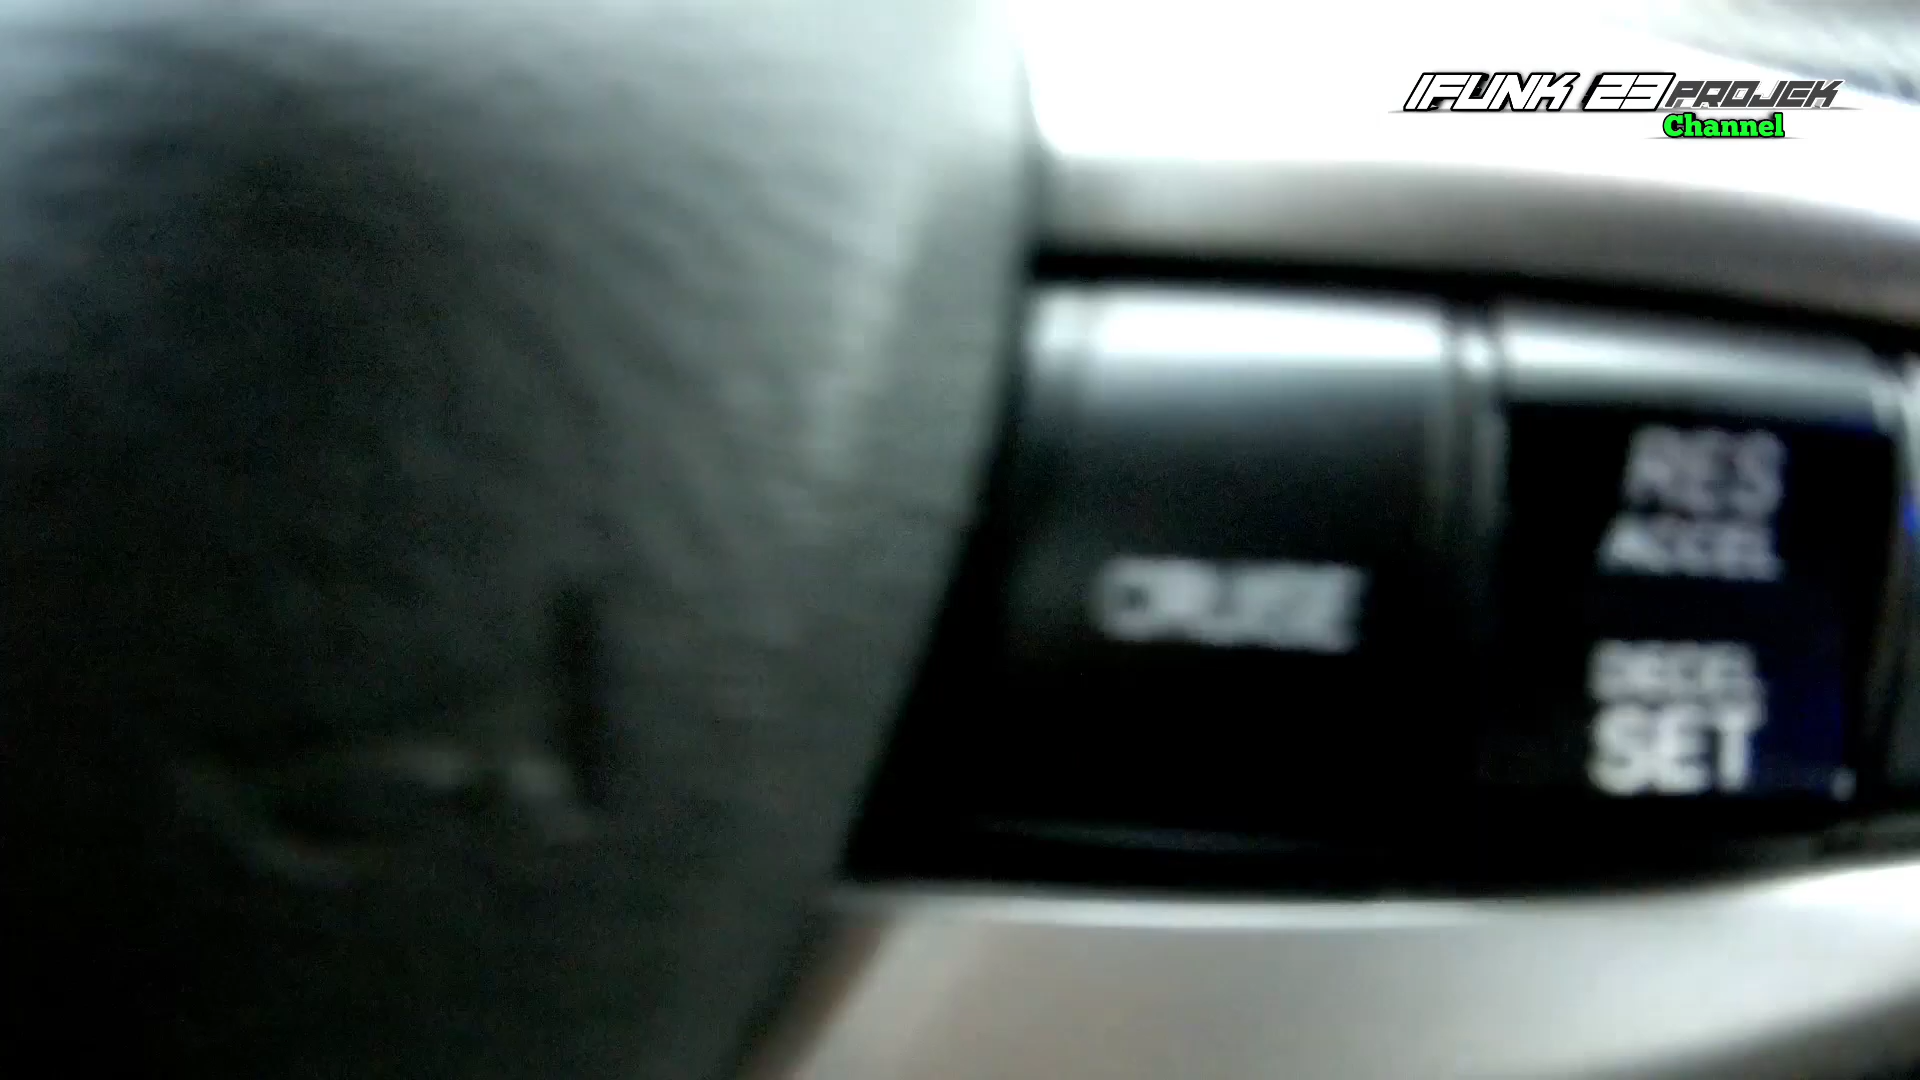 IFUNK 23 PROJEK
Channel
CRUISE
RES
ACCEL
DECEL
SET